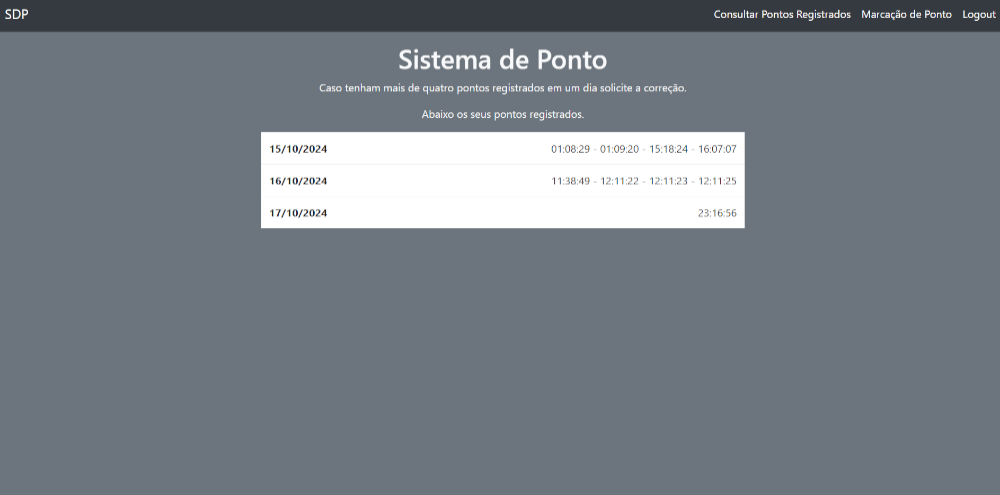 SDP Consultar Pontos Registrados Marcação de Ponto Logout
Sistema de Ponto
Caso tenham mais de quatro pontos registrados em um dia solicite a correção.
Abaixo os seus pontos registrados.
15/10/2024 01:08:29 - 01:09:20 - 15:18:24 - 16:07:07
16/10/2024 11:38:49 - 12:11:22 - 12:11:23 - 12:11:25
17/10/2024 23:16:56